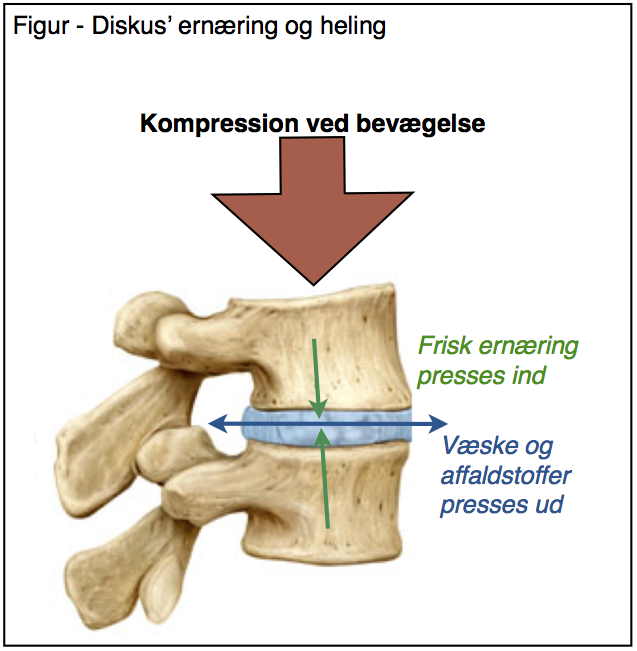 Figur - Diskus’ ernæring og heling
Kompression ved bevægelse
Frisk ernæring
presses ind
Væske og
affaldstoffer
presses ud